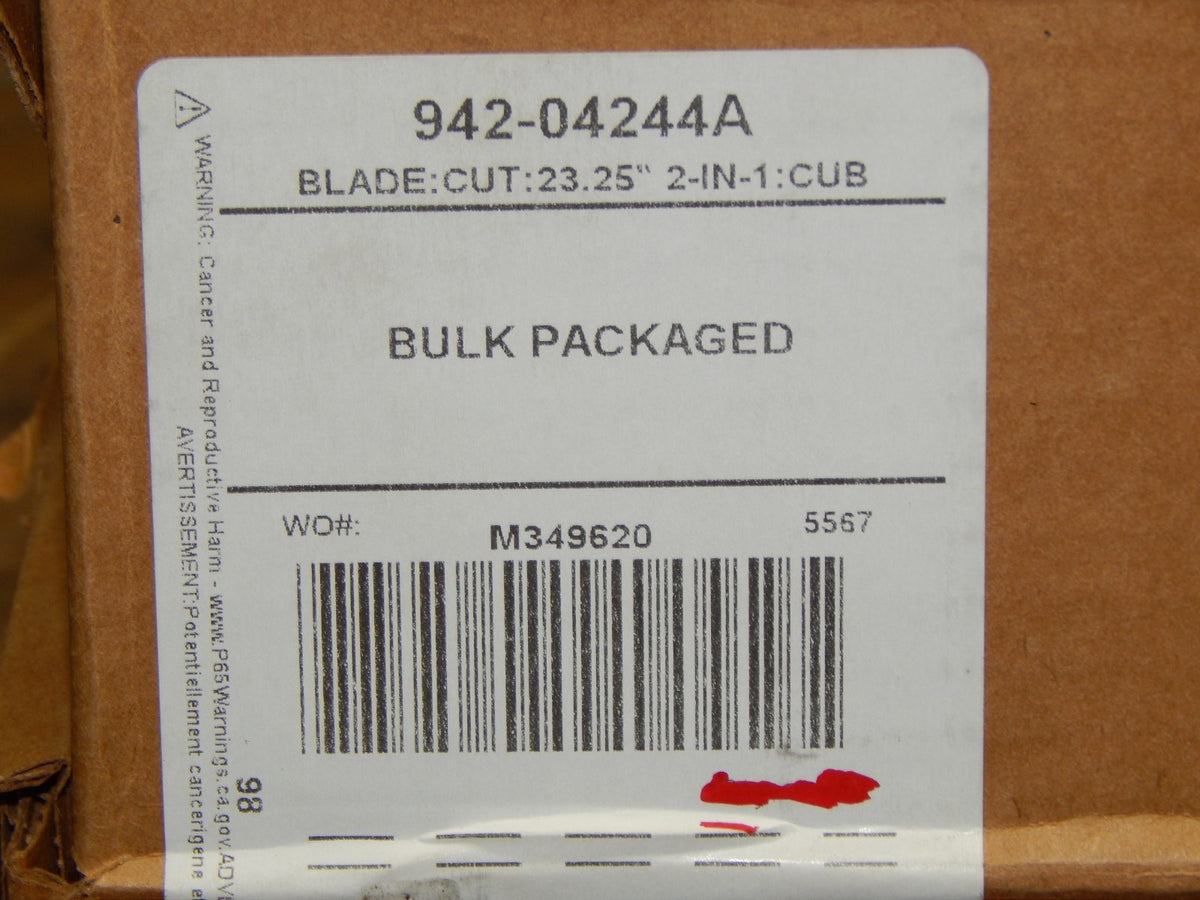 942-04244A
BLADE:CUT:23.25" 2-IN-1:CUB
BULK PACKAGED
WO#:
M349620
5567
98
WARNING: Cancer and Reproductive Harm - www.P65Warnings.ca.gov.
AVERTISSEMENT:Potentiellement cancerigene